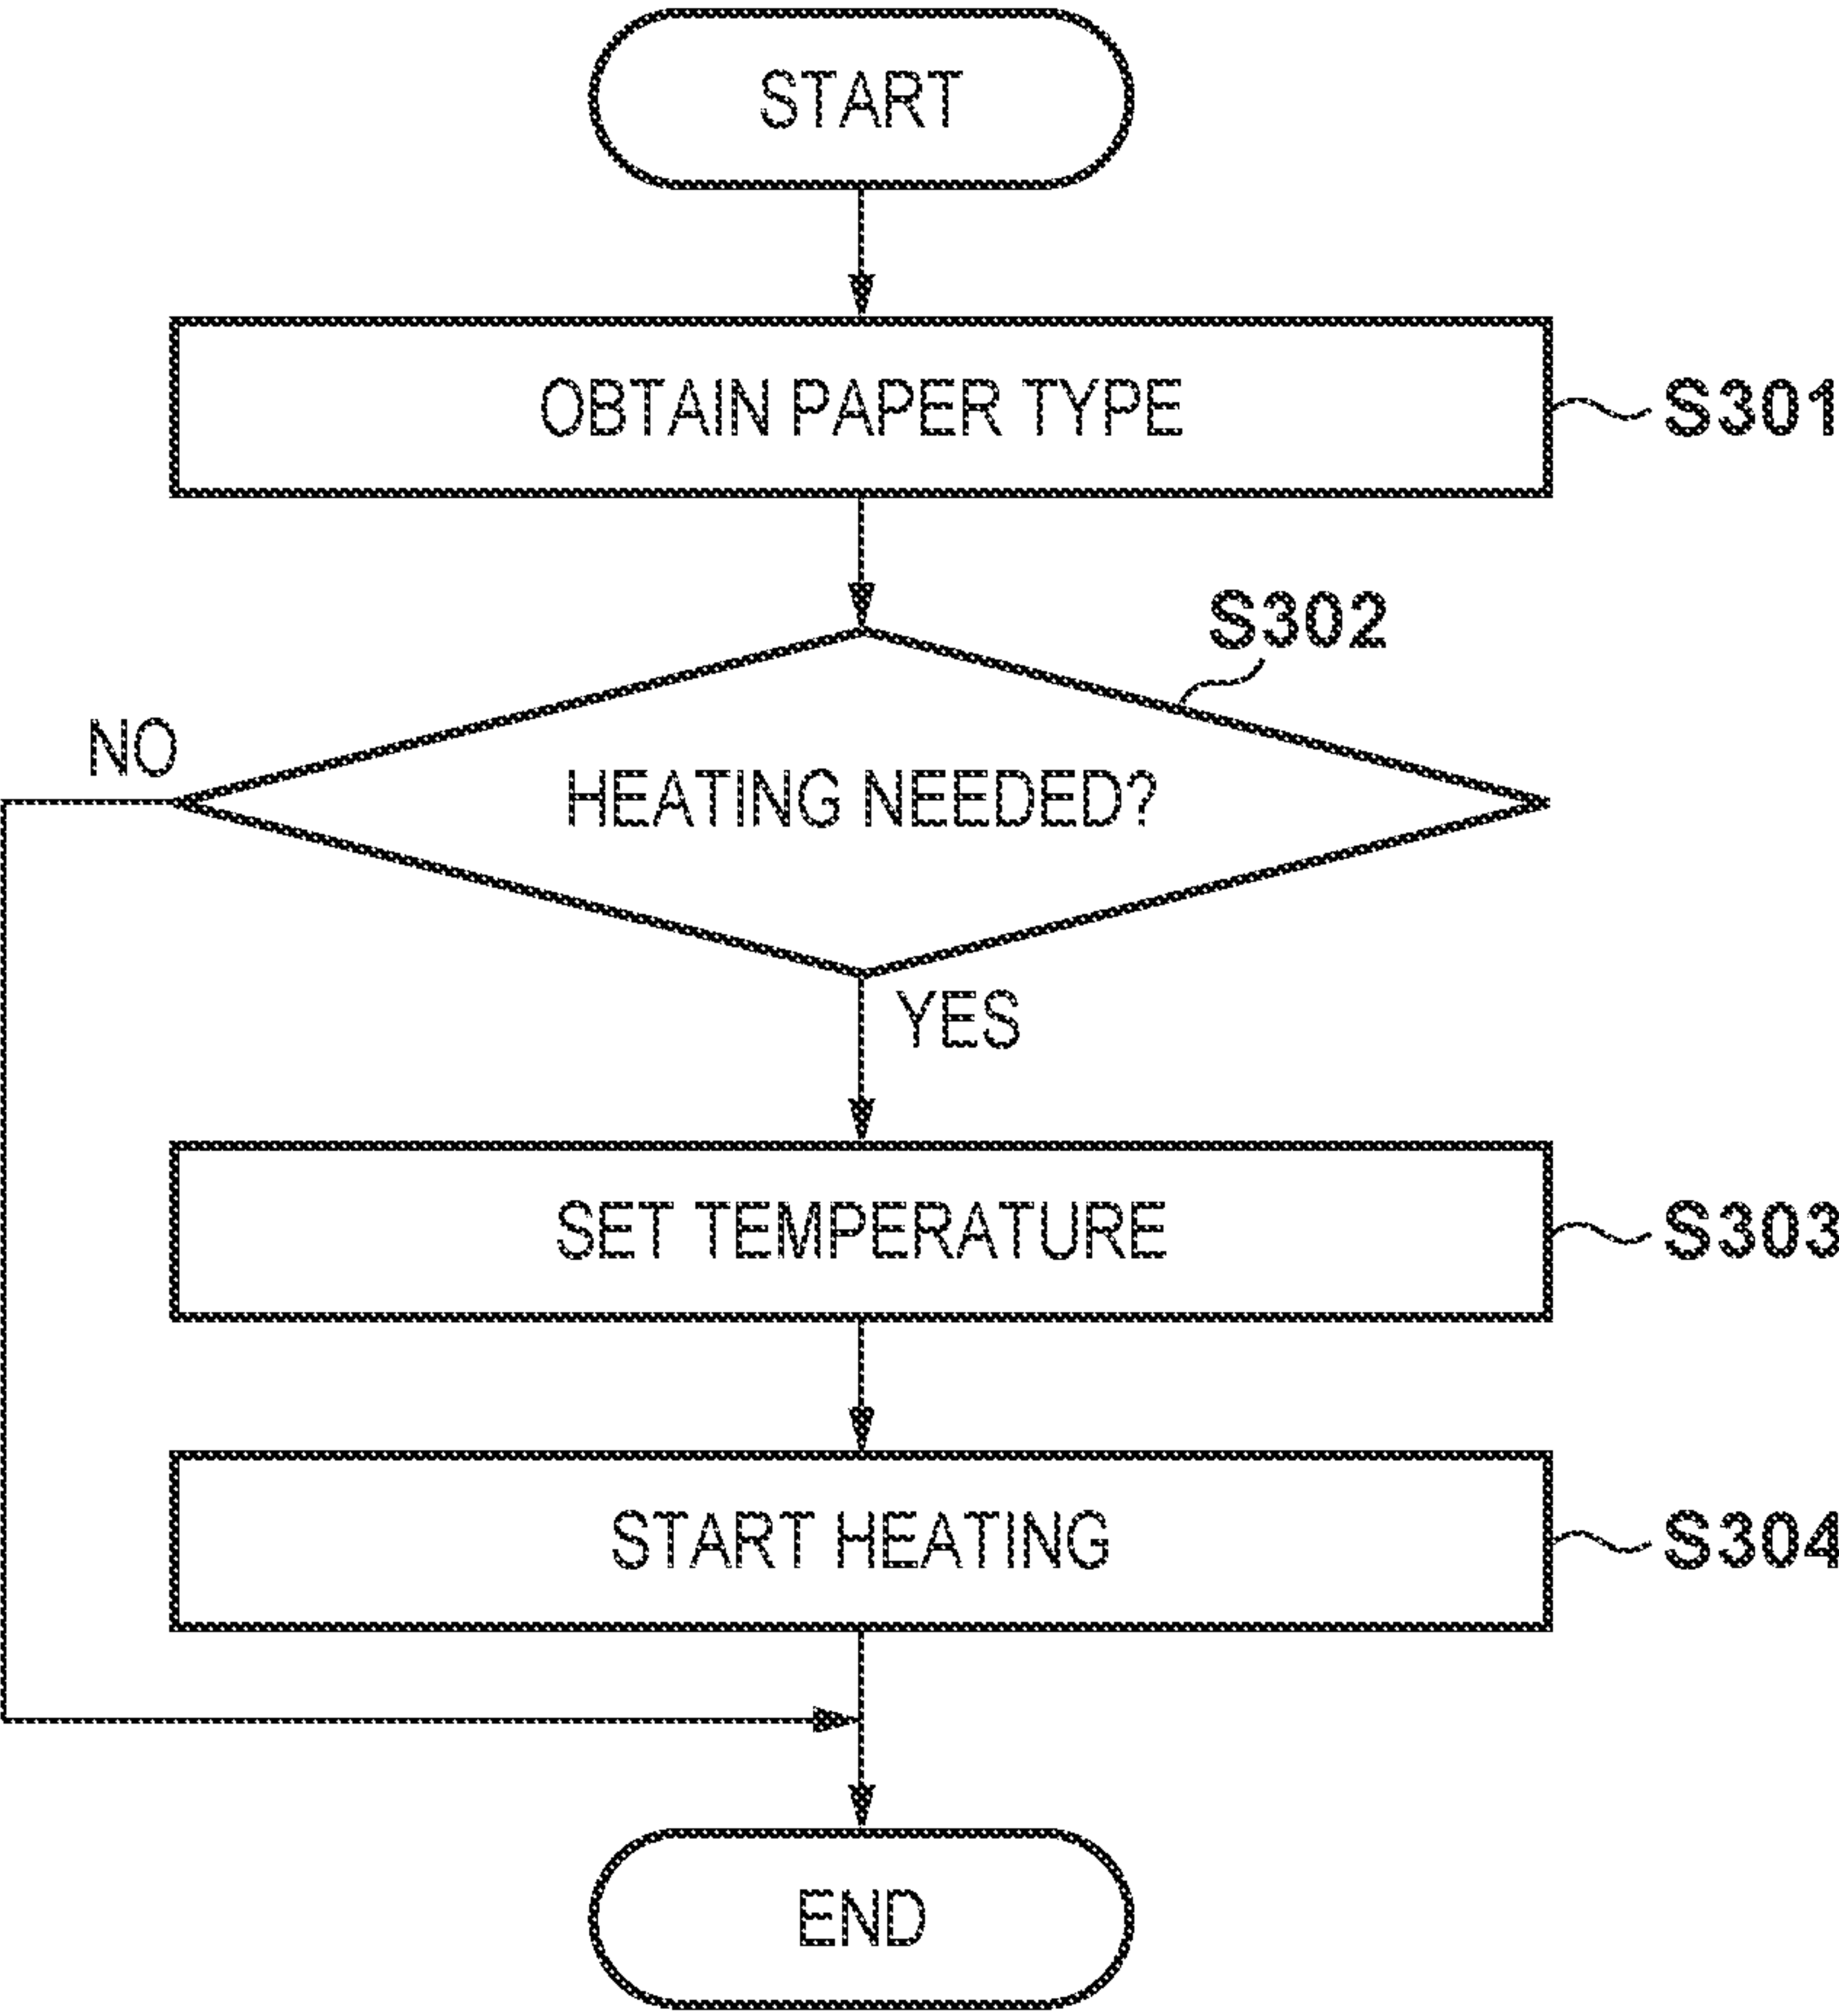 START
OBTAIN PAPER TYPE
S301
S302
NO
HEATING NEEDED?
YES
SET TEMPERATURE
S303
START HEATING
S304
END